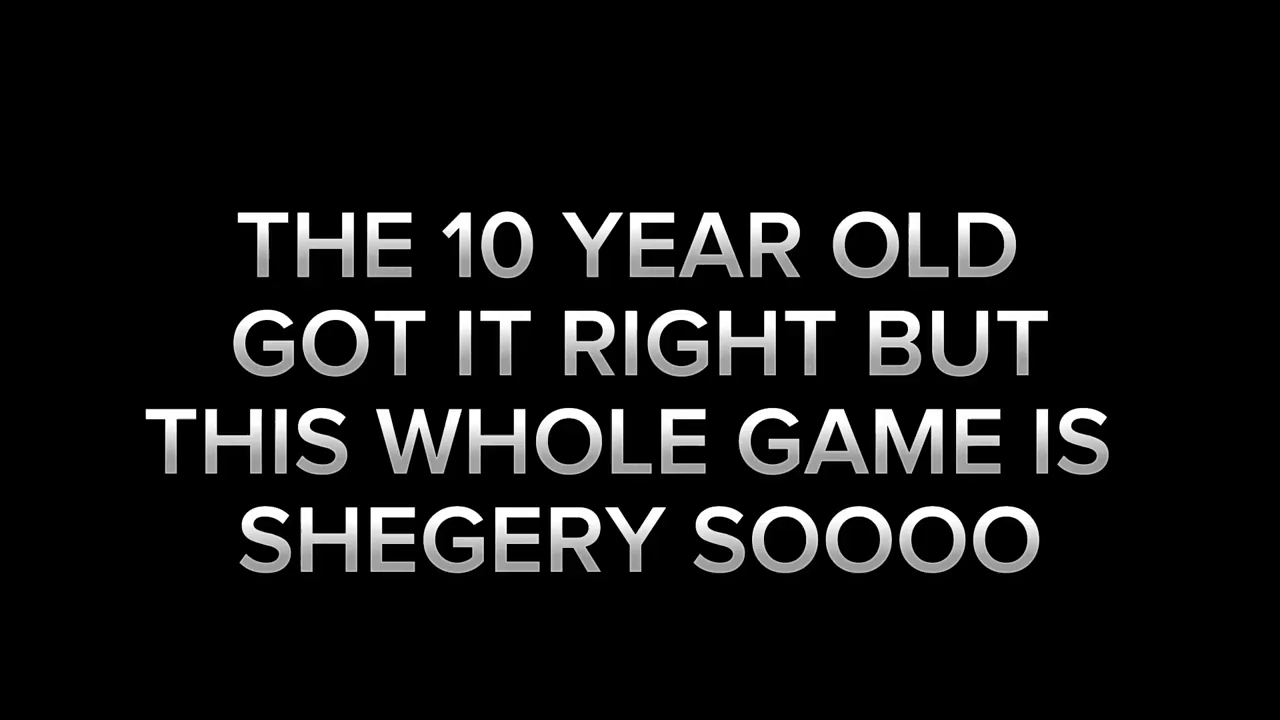 THE 10 YEAR OLD
GOT IT RIGHT BUT
THIS WHOLE GAME IS
SHEGERY SOOOO